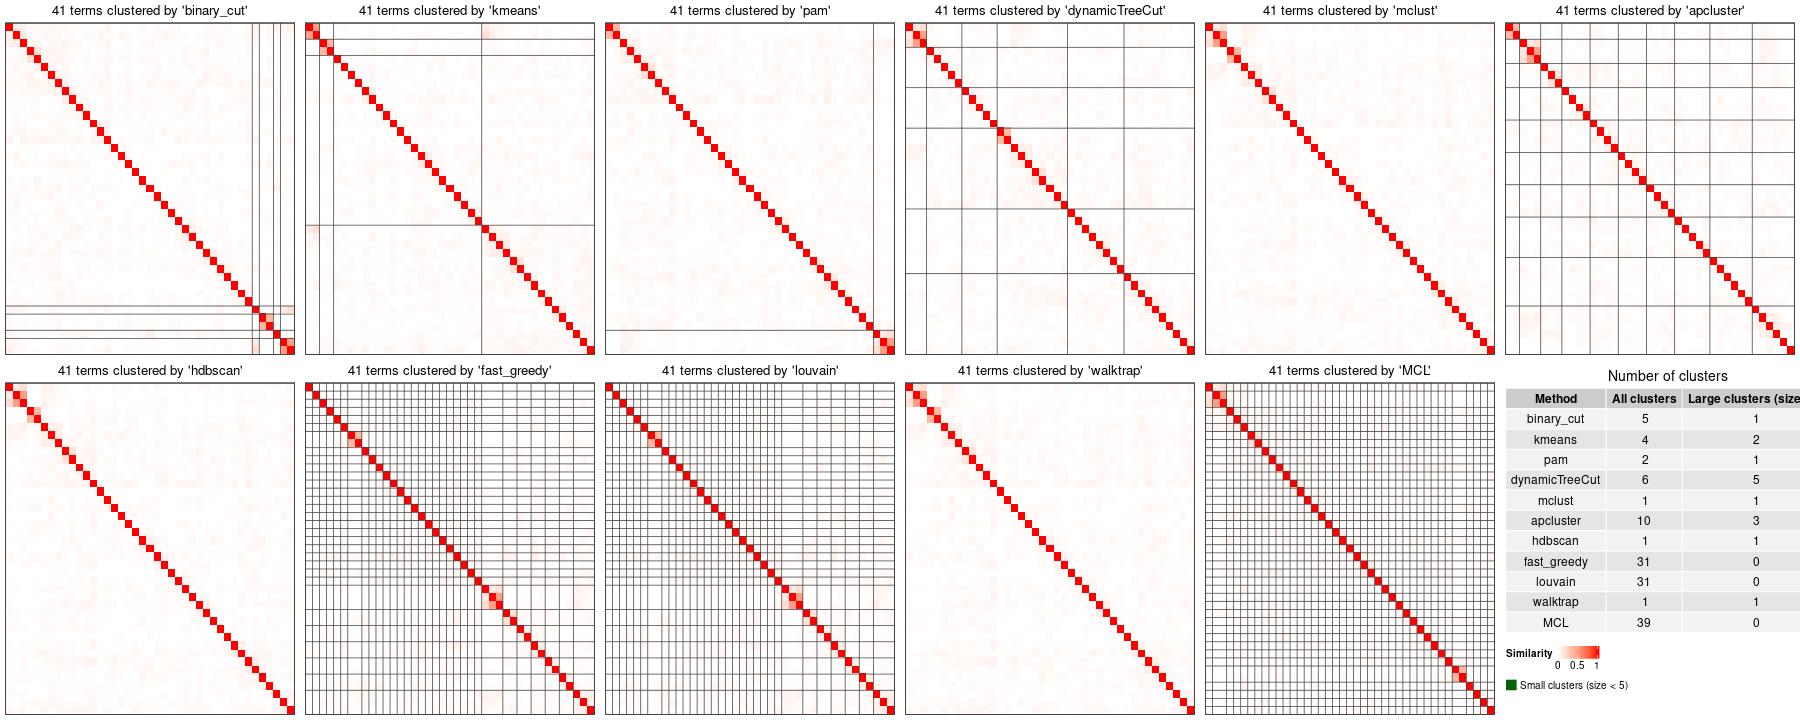 41 terms clustered by 'binary_cut'
41 terms clustered by 'kmeans'
41 terms clustered by 'pam'
41 terms clustered by 'dynamicTreeCut'
41 terms clustered by 'mclust'
41 terms clustered by 'apcluster'
41 terms clustered by 'hdbscan'
41 terms clustered by 'fast_greedy'
41 terms clustered by 'louvain'
41 terms clustered by 'walktrap'
41 terms clustered by 'MCL'
Number of clusters
Method All clusters Large clusters (size
binary_cut 5 1
kmeans 4 2
pam 2 1
dynamicTreeCut 6 5
mclust 1 1
apcluster 10 3
hdbscan 1 1
fast_greedy 31 0
louvain 31 0
walktrap 1 1
MCL 39 0
Similarity
0 0.5 1
Small clusters (size < 5)